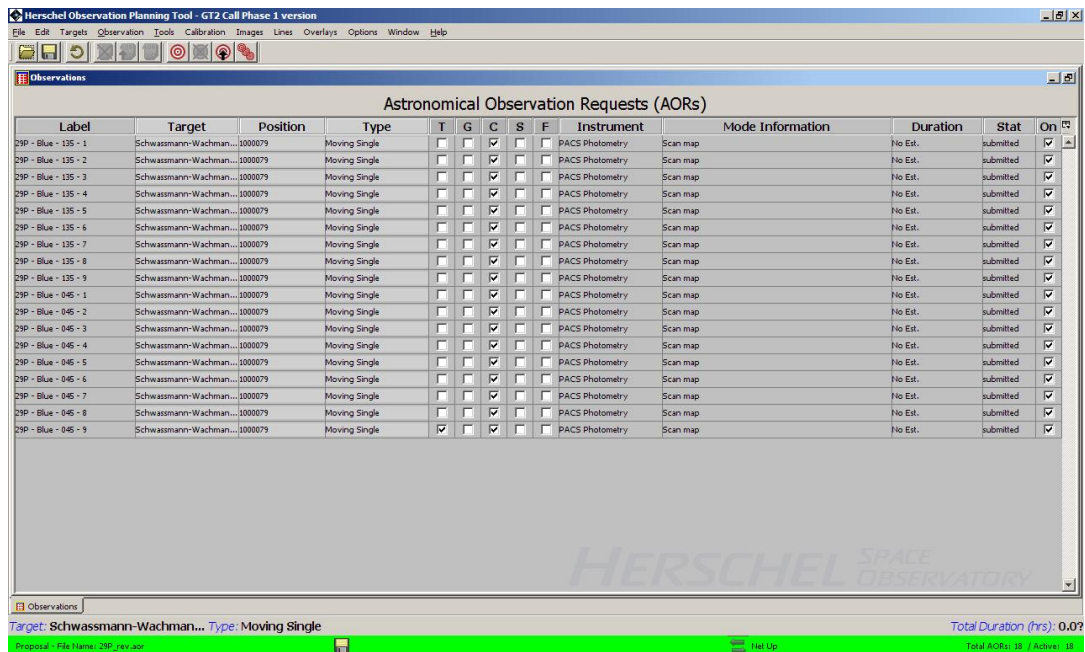 Herschel Observation Planning Tool - GT2 Call Phase 1 version
File Edit Targets Observation Tools Calibration Images Lines Overlays Options Window Help
Observations
Astronomical Observation Requests (AORs)
Label Target Position Type T G C S F Instrument Mode Information Duration Stat On
29P - Blue - 135 - 1 Schwassmann-Wachman... 1000079 Moving Single PACS Photometry Scan map No Est. submitted
29P - Blue - 135 - 2 Schwassmann-Wachman... 1000079 Moving Single PACS Photometry Scan map No Est. submitted
29P - Blue - 135 - 3 Schwassmann-Wachman... 1000079 Moving Single PACS Photometry Scan map No Est. submitted
29P - Blue - 135 - 4 Schwassmann-Wachman... 1000079 Moving Single PACS Photometry Scan map No Est. submitted
29P - Blue - 135 - 5 Schwassmann-Wachman... 1000079 Moving Single PACS Photometry Scan map No Est. submitted
29P - Blue - 135 - 6 Schwassmann-Wachman... 1000079 Moving Single PACS Photometry Scan map No Est. submitted
29P - Blue - 135 - 7 Schwassmann-Wachman... 1000079 Moving Single PACS Photometry Scan map No Est. submitted
29P - Blue - 135 - 8 Schwassmann-Wachman... 1000079 Moving Single PACS Photometry Scan map No Est. submitted
29P - Blue - 135 - 9 Schwassmann-Wachman... 1000079 Moving Single PACS Photometry Scan map No Est. submitted
29P - Blue - 045 - 1 Schwassmann-Wachman... 1000079 Moving Single PACS Photometry Scan map No Est. submitted
29P - Blue - 045 - 2 Schwassmann-Wachman... 1000079 Moving Single PACS Photometry Scan map No Est. submitted
29P - Blue - 045 - 3 Schwassmann-Wachman... 1000079 Moving Single PACS Photometry Scan map No Est. submitted
29P - Blue - 045 - 4 Schwassmann-Wachman... 1000079 Moving Single PACS Photometry Scan map No Est. submitted
29P - Blue - 045 - 5 Schwassmann-Wachman... 1000079 Moving Single PACS Photometry Scan map No Est. submitted
29P - Blue - 045 - 6 Schwassmann-Wachman... 1000079 Moving Single PACS Photometry Scan map No Est. submitted
29P - Blue - 045 - 7 Schwassmann-Wachman... 1000079 Moving Single PACS Photometry Scan map No Est. submitted
29P - Blue - 045 - 8 Schwassmann-Wachman... 1000079 Moving Single PACS Photometry Scan map No Est. submitted
29P - Blue - 045 - 9 Schwassmann-Wachman... 1000079 Moving Single PACS Photometry Scan map No Est. submitted
HERSCHEL SPACE OBSERVATORY
Observations
Target: Schwassmann-Wachman... Type: Moving Single Total Duration (hrs): 0.0?
Proposal - File Name: 29P_rev.aor Net Up Total AORs: 18 / Active: 18